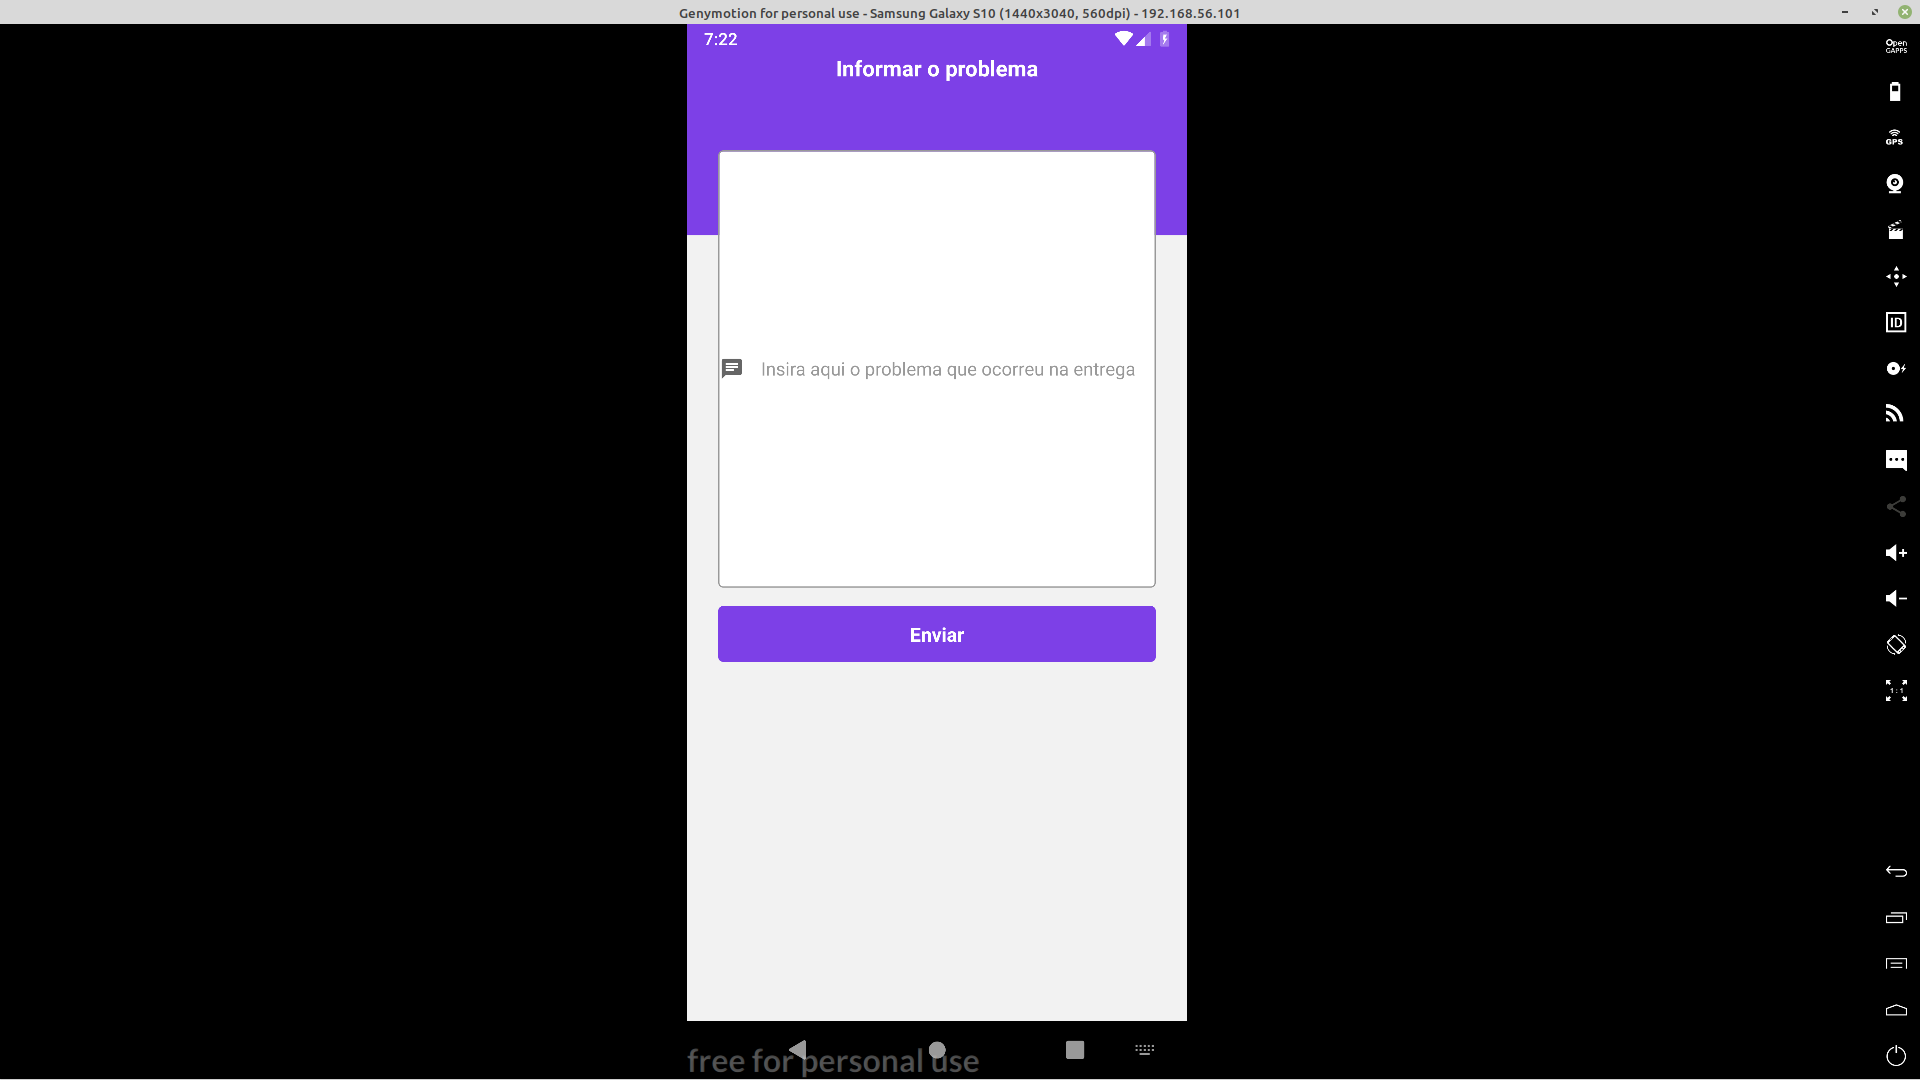 Genymotion for personal use - Samsung Galaxy S10 (1440x3040, 560dpi) - 192.168.56.101
7:22
Informar o problema
Insira aqui o problema que ocorreu na entrega
Enviar
free for personal use
Open
GAPPS
GPS
ID
1:1